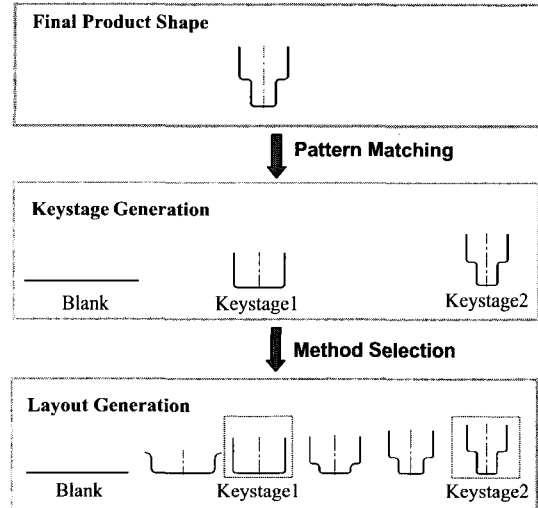 Final Product Shape
Pattern Matching
Keystage Generation
Blank
Keystage1
Keystage2
Method Selection
Layout Generation
Blank
Keystage1
Keystage2